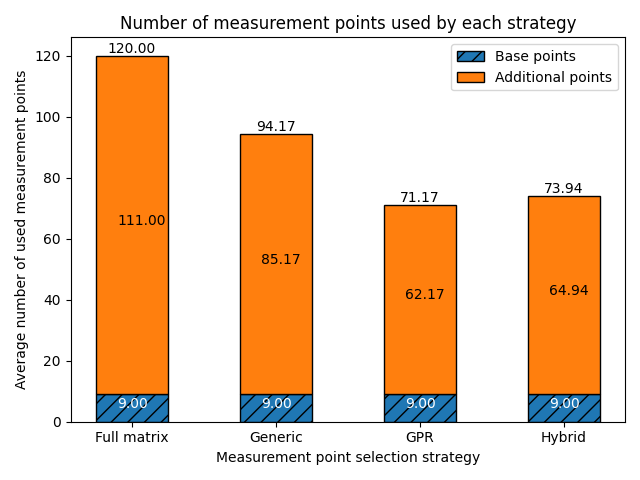 Number of measurement points used by each strategy
Average number of used measurement points
120
100
80
60
40
20
0
Base points
Additional points
120.00
94.17
71.17
73.94
111.00
85.17
62.17
64.94
9.00
9.00
9.00
9.00
Full matrix
Generic
GPR
Hybrid
Measurement point selection strategy